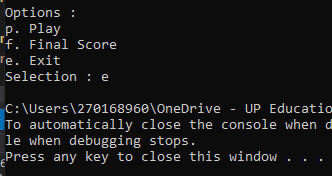 Options :
p. Play
f. Final Score
e. Exit
Selection : e
C:\Users\270168960\OneDrive - UP Educatio
To automatically close the console when d
le when debugging stops.
Press any key to close this window . . .